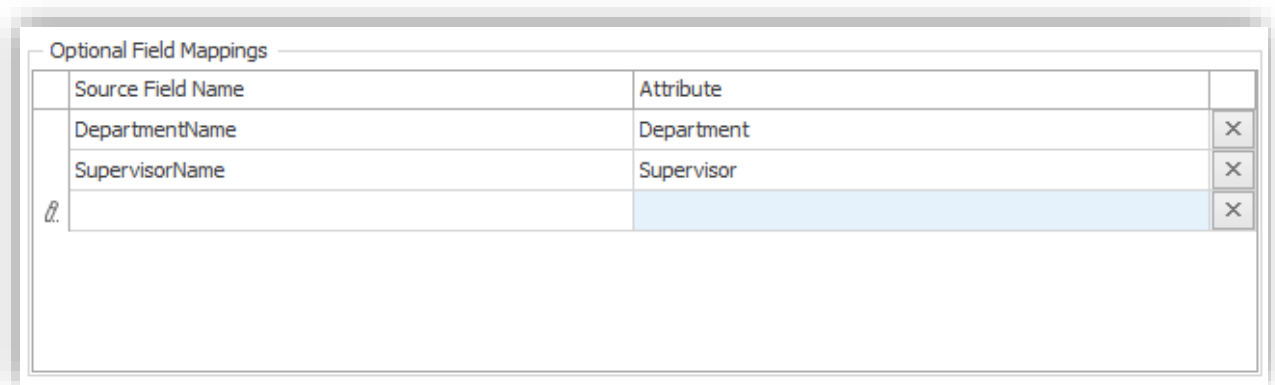 Optional Field Mappings
Source Field Name Attribute
DepartmentName Department
SupervisorName Supervisor